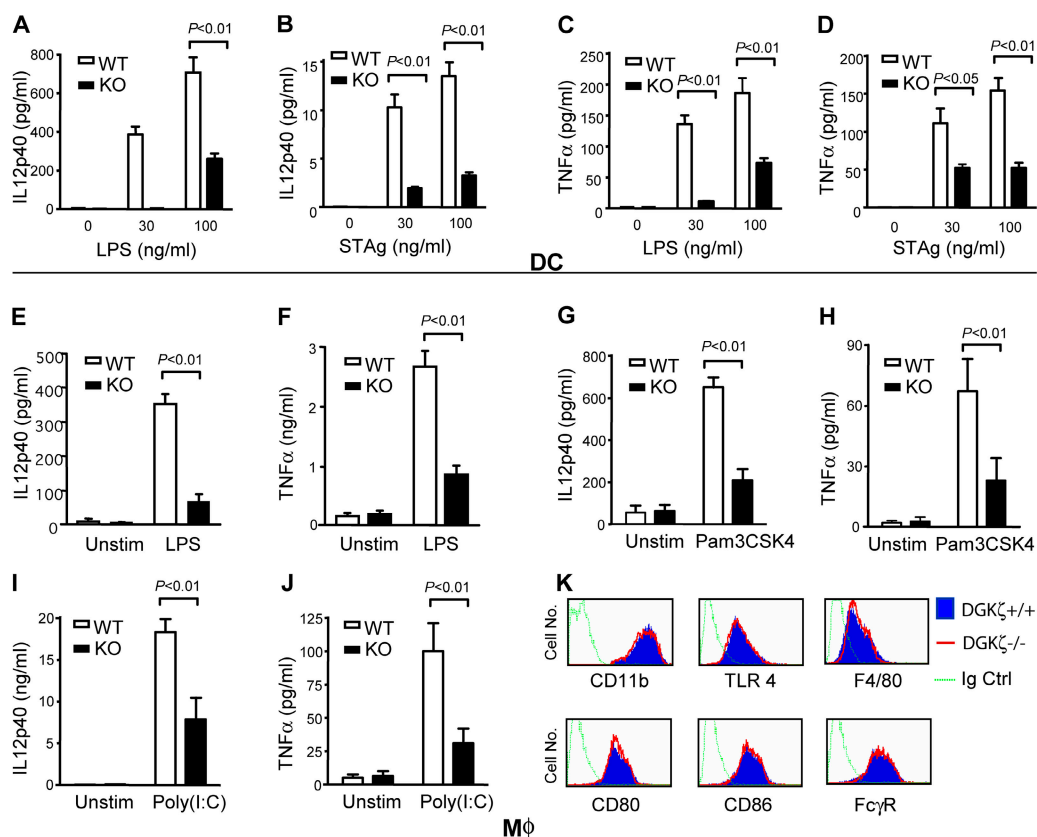 A
P<0.01
800
600
400
200
0
IL12p40 (pg/ml)
WT
KO
0 30 100
LPS (ng/ml)
B
P<0.01
P<0.01
15
10
5
0
IL12p40 (pg/ml)
0 30 100
STAg (ng/ml)
C
P<0.01
P<0.01
250
200
150
100
50
0
TNFα (pg/ml)
WT
KO
0 30 100
LPS (ng/ml)
D
P<0.01
P<0.05
200
150
100
50
0
TNFα (pg/ml)
WT
KO
0 30 100
STAg (ng/ml)
DC
E
P<0.01
500
400
300
200
100
0
IL12p40 (pg/ml)
WT
KO
Unstim LPS
F
P<0.01
3
2
1
0
TNFα (ng/ml)
WT
KO
Unstim LPS
G
P<0.01
800
600
400
200
0
IL12p40 (pg/ml)
WT
KO
Unstim Pam3CSK4
H
P<0.01
90
60
30
0
TNFα (pg/ml)
WT
KO
Unstim Pam3CSK4
I
P<0.01
20
15
10
5
0
IL12p40 (ng/ml)
WT
KO
Unstim Poly(I:C)
J
P<0.01
125
100
75
50
25
0
TNFα (pg/ml)
WT
KO
Unstim Poly(I:C)
K
Cell No.
CD11b TLR 4 F4/80
DGKζ+/+
DGKζ-/-
Ig Ctrl
Cell No.
CD80 CD86 FcγR
Mϕ